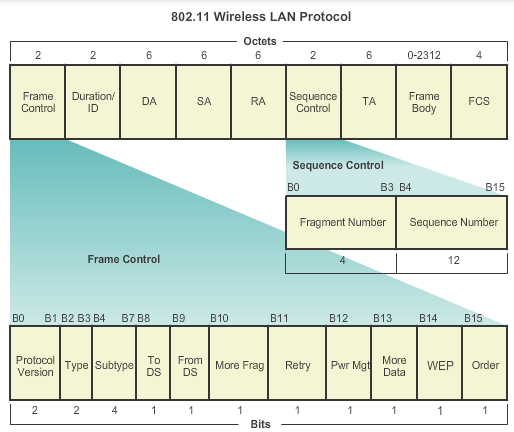 802.11 Wireless LAN Protocol
Octets
2 2 6 6 6 2 6 0-2312 4
Frame Control Duration/ ID DA SA RA Sequence Control TA Frame Body FCS
Sequence Control
B0 B3 B4 B15
Fragment Number Sequence Number
4 12
Frame Control
B0 B1 B2 B3 B4 B7 B8 B9 B10 B11 B12 B13 B14 B15
Protocol Version Type Subtype To DS From DS More Frag Retry Pwr Mgt More Data WEP Order
2 2 4 1 1 1 1 1 1 1 1
Bits